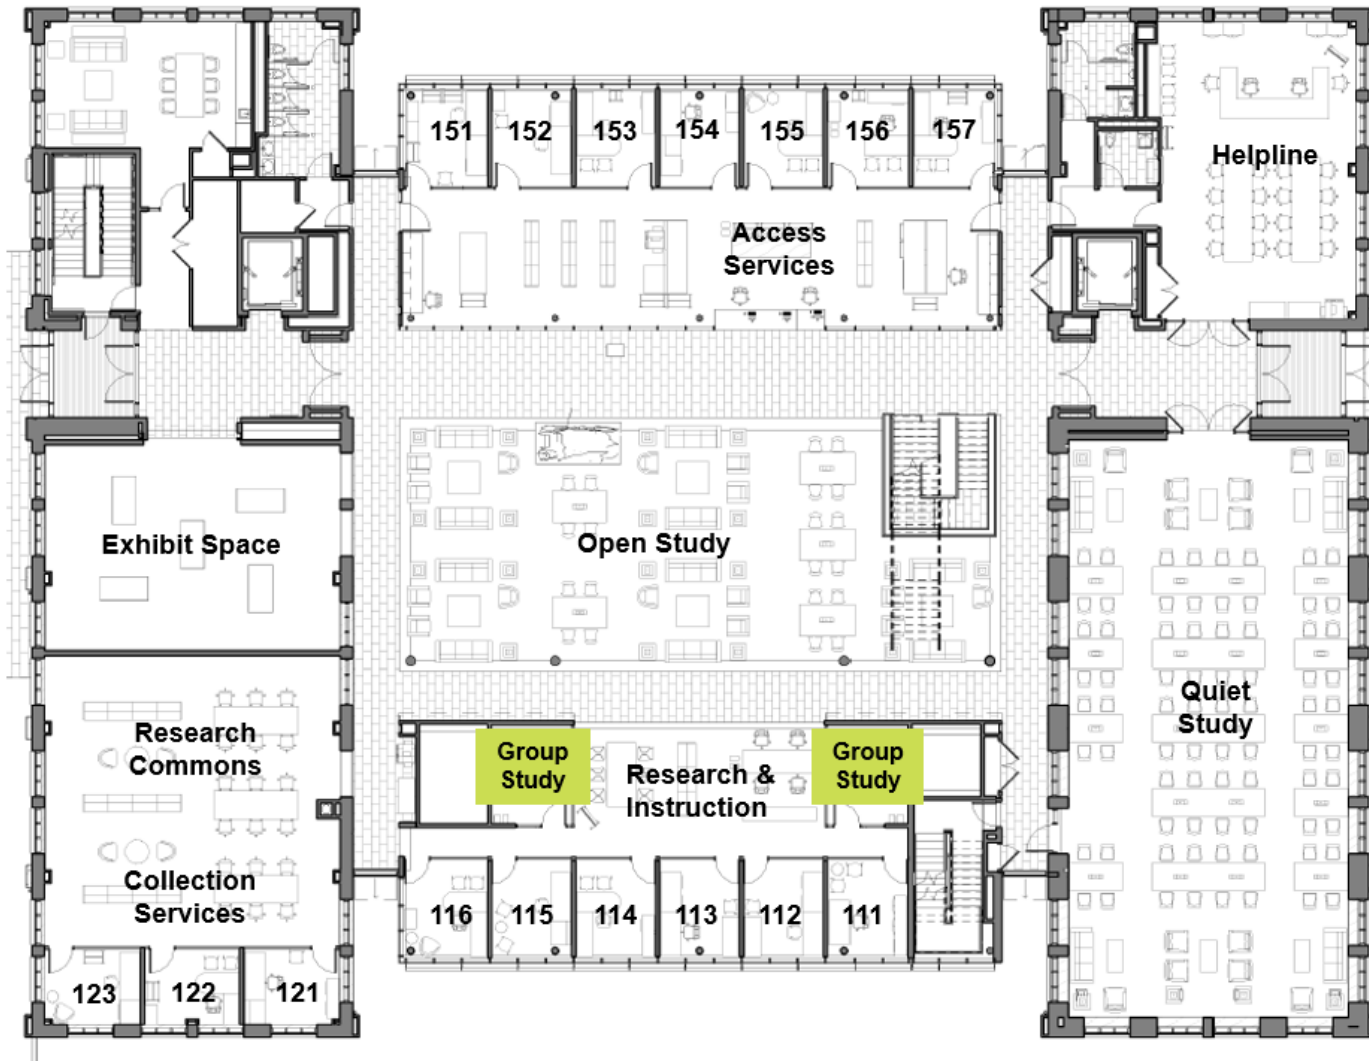 151 152 153 154 155 156 157
Helpline
Access
Services
Exhibit Space
Open Study
Quiet
Study
Research
Commons
Group
Study
Research &
Instruction
Group
Study
Collection
Services
116 115 114 113 112 111
123 122 121